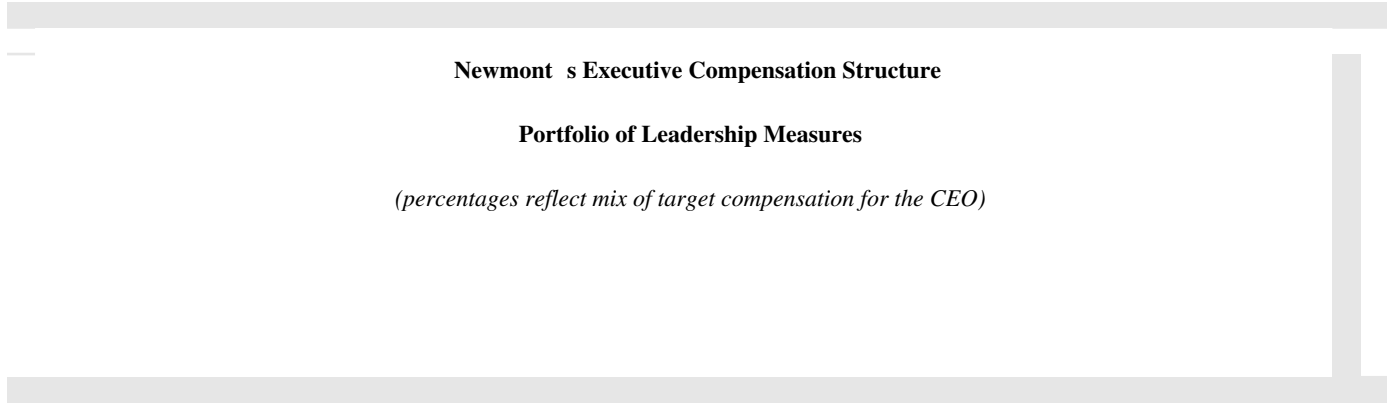 Newmont s Executive Compensation Structure
Portfolio of Leadership Measures
(percentages reflect mix of target compensation for the CEO)